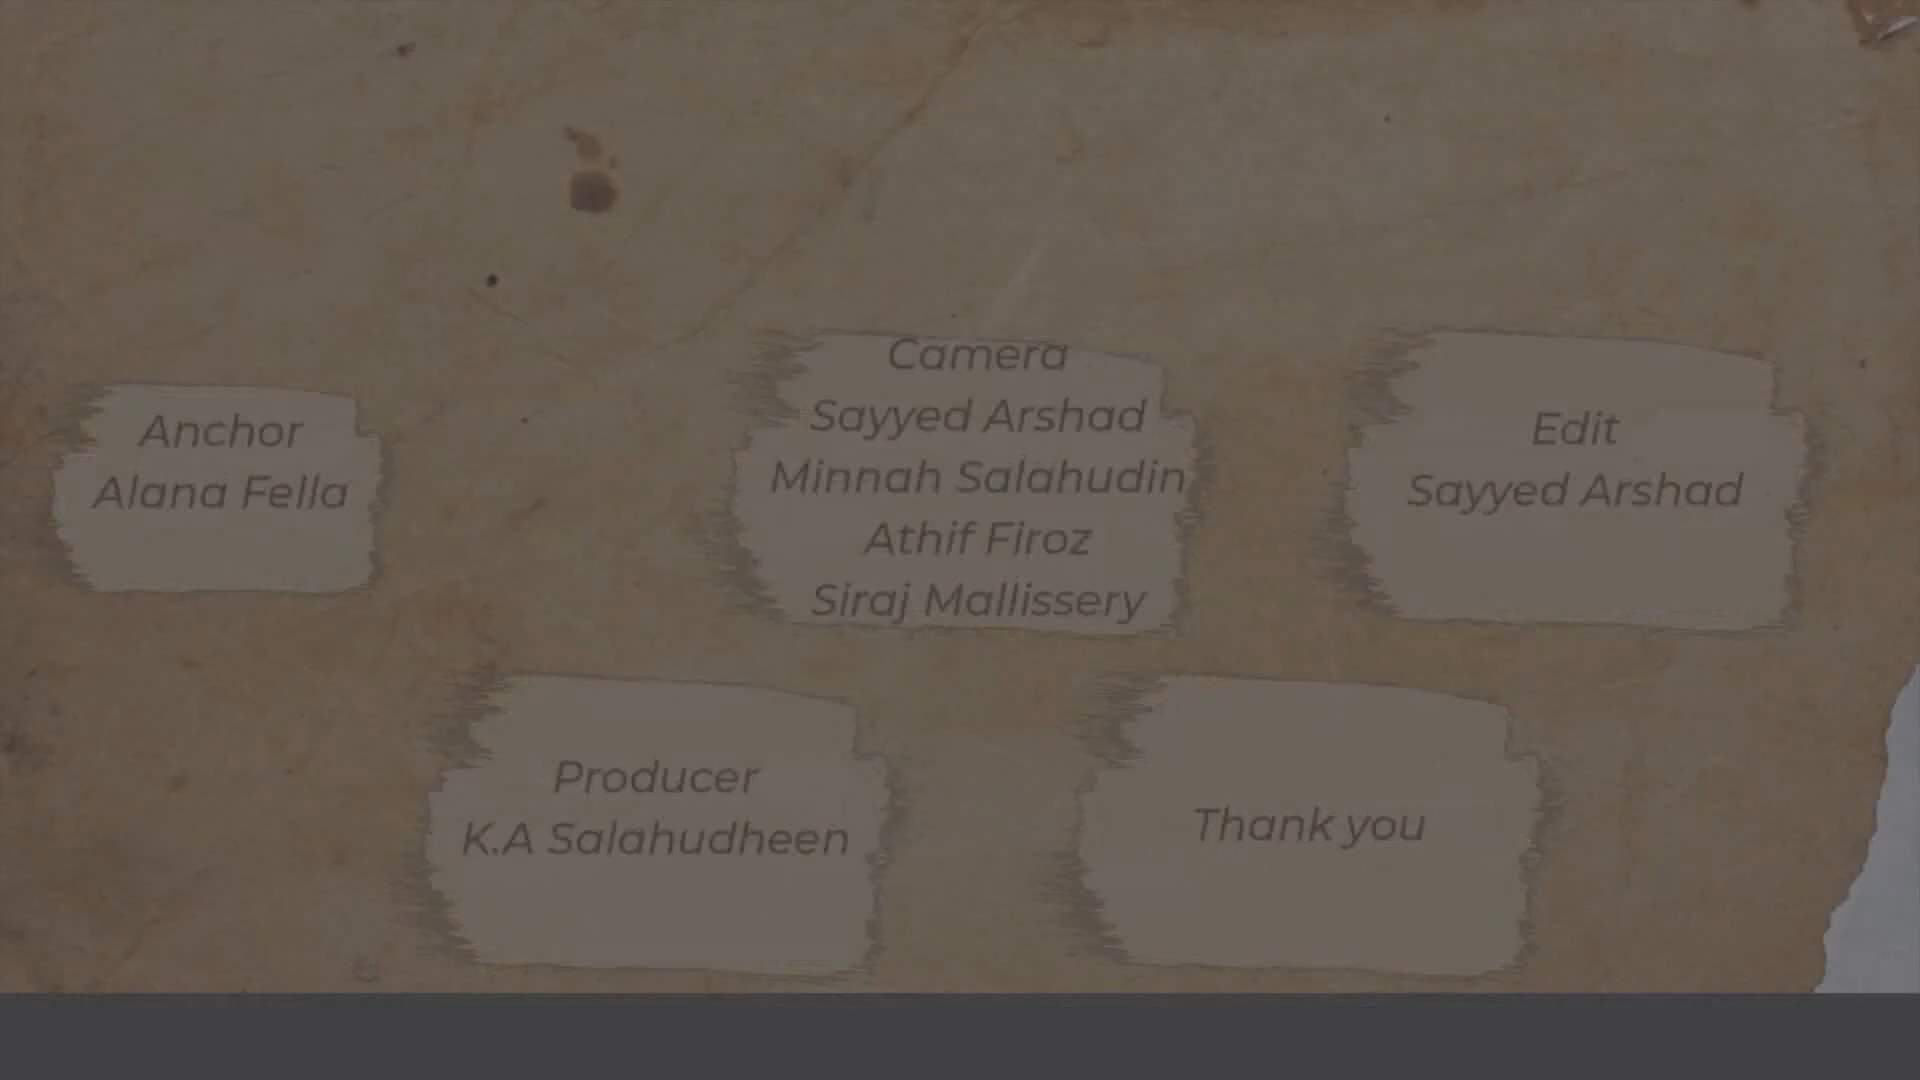 Anchor
Alana Fella
Camera
Sayyed Arshad
Minnah Salahudin
Athif Firoz
Siraj Mallissery
Edit
Sayyed Arshad
Producer
K.A Salahudheen
Thank you